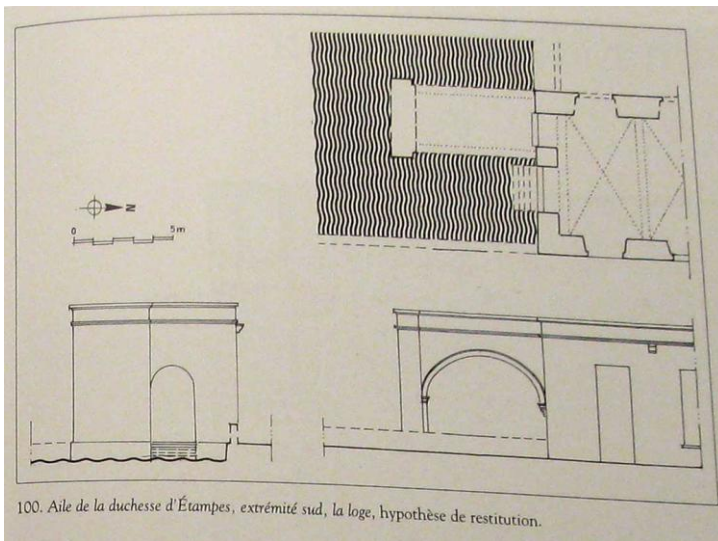 N
0 5m
100. Aile de la duchesse d'Étampes, extrémité sud, la loge, hypothèse de restitution.